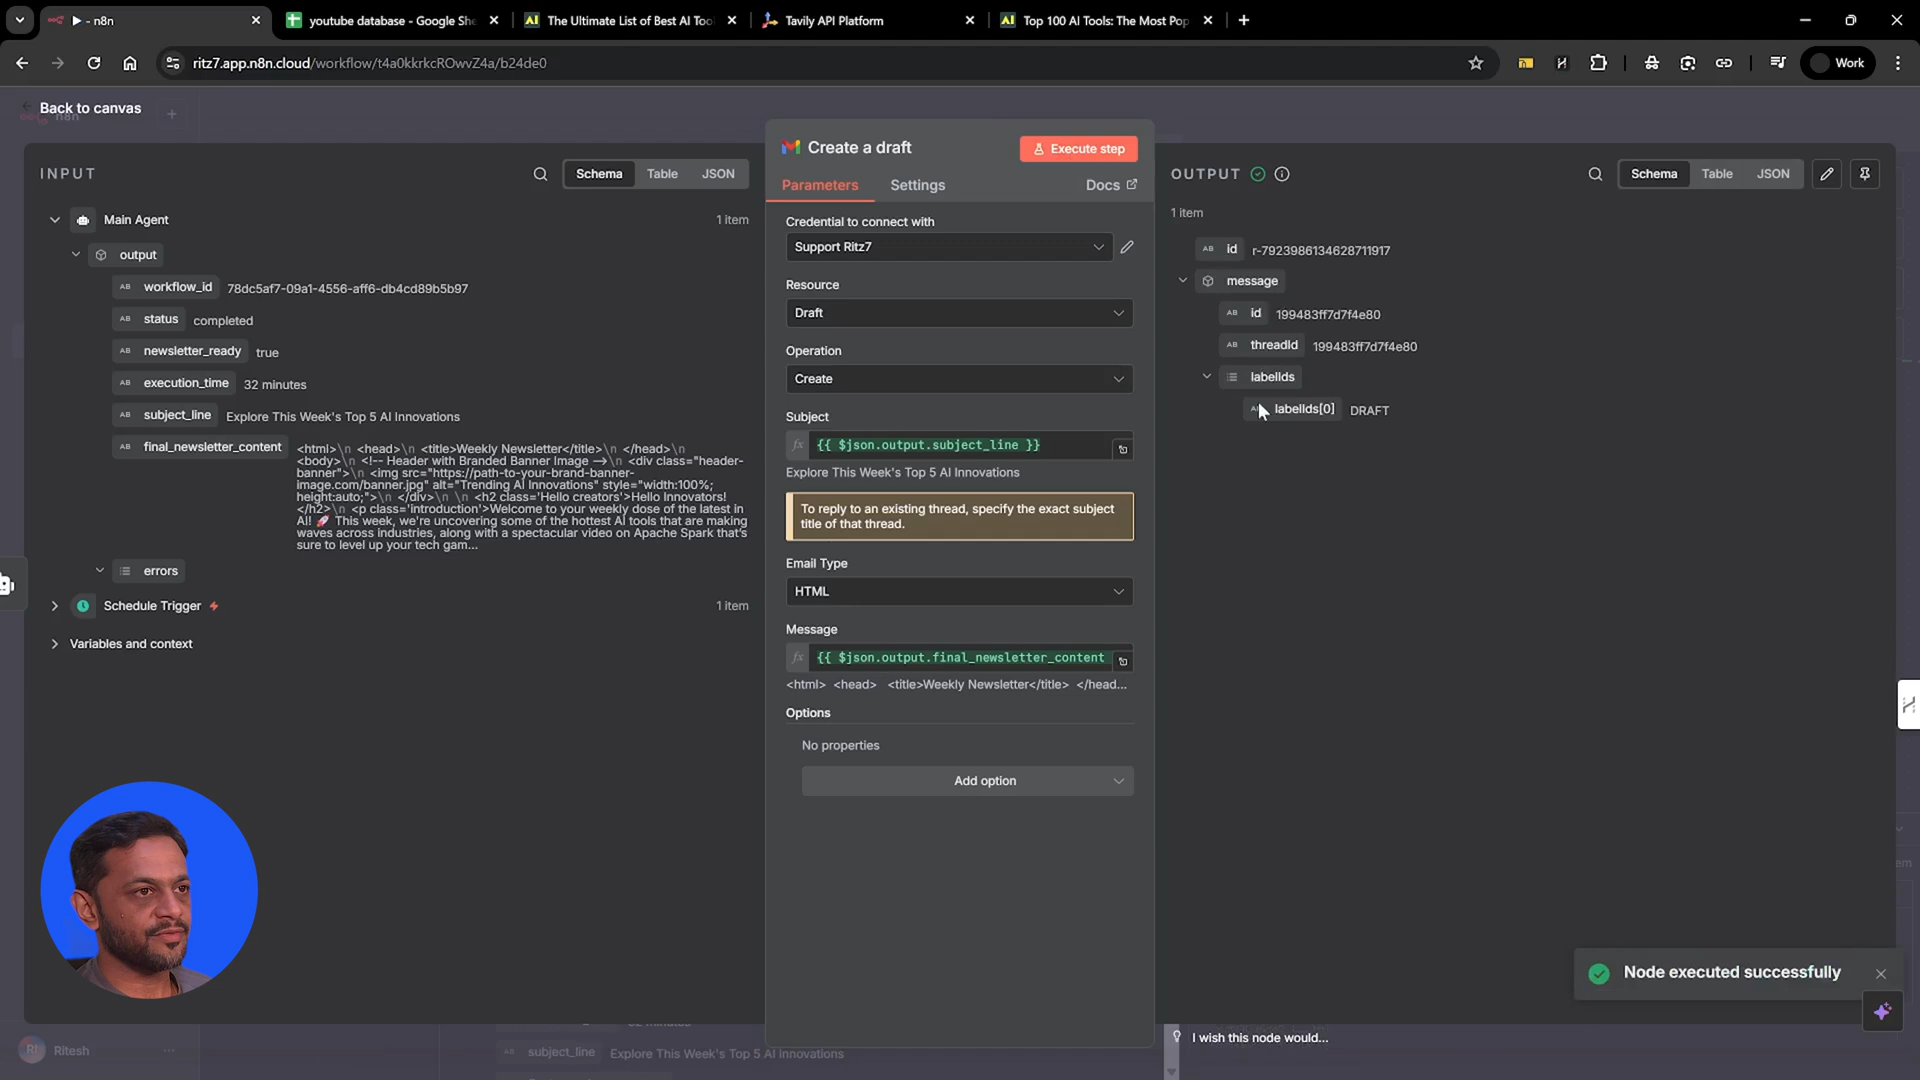 ▶ - n8n
youtube database - Google She
The Ultimate List of Best AI Too
Tavily API Platform
Top 100 AI Tools: The Most Pop
ritz7.app.n8n.cloud/workflow/t4a0kkrkcROwvZ4a/b24de0
Work
Back to canvas
n8n
INPUT
Schema
Table
JSON
Main Agent
1 item
output
workflow_id
78dc5af7-09a1-4556-aff6-db4cd89b5b97
status
completed
newsletter_ready
true
execution_time
32 minutes
subject_line
Explore This Week's Top 5 AI Innovations
final_newsletter_content
<html>\n <head>\n <title>Weekly Newsletter</title>\n </head>\n
<body>\n <!-- Header with Branded Banner Image -->\n <div class="header-
banner">\n <img src="https://path-to-your-brand-banner-
image.com/banner.jpg" alt="Trending AI Innovations" style="width:100%;
height:auto;">\n </div>\n \n <h2 class='Hello creators'>Hello Innovators!
</h2>\n <p class='introduction'>Welcome to your weekly dose of the latest in
AI! 🚀 This week, we're uncovering some of the hottest AI tools that are making
waves across industries, along with a spectacular video on Apache Spark that's
sure to level up your tech gam...
errors
Schedule Trigger
1 item
Variables and context
Create a draft
Execute step
Parameters
Settings
Docs
Credential to connect with
Support Ritz7
Resource
Draft
Operation
Create
Subject
fx {{ $json.output.subject_line }}
Explore This Week's Top 5 AI Innovations
To reply to an existing thread, specify the exact subject
title of that thread.
Email Type
HTML
Message
fx {{ $json.output.final_newsletter_content
<html> <head> <title>Weekly Newsletter</title> </head...
Options
No properties
Add option
OUTPUT
Schema
Table
JSON
1 item
id
r-7923986134628711917
message
id
199483ff7d7f4e80
threadId
199483ff7d7f4e80
labelIds
labelIds[0]
DRAFT
Node executed successfully
I wish this node would...
Ritesh
subject_line
Explore This Week's Top 5 AI Innovations